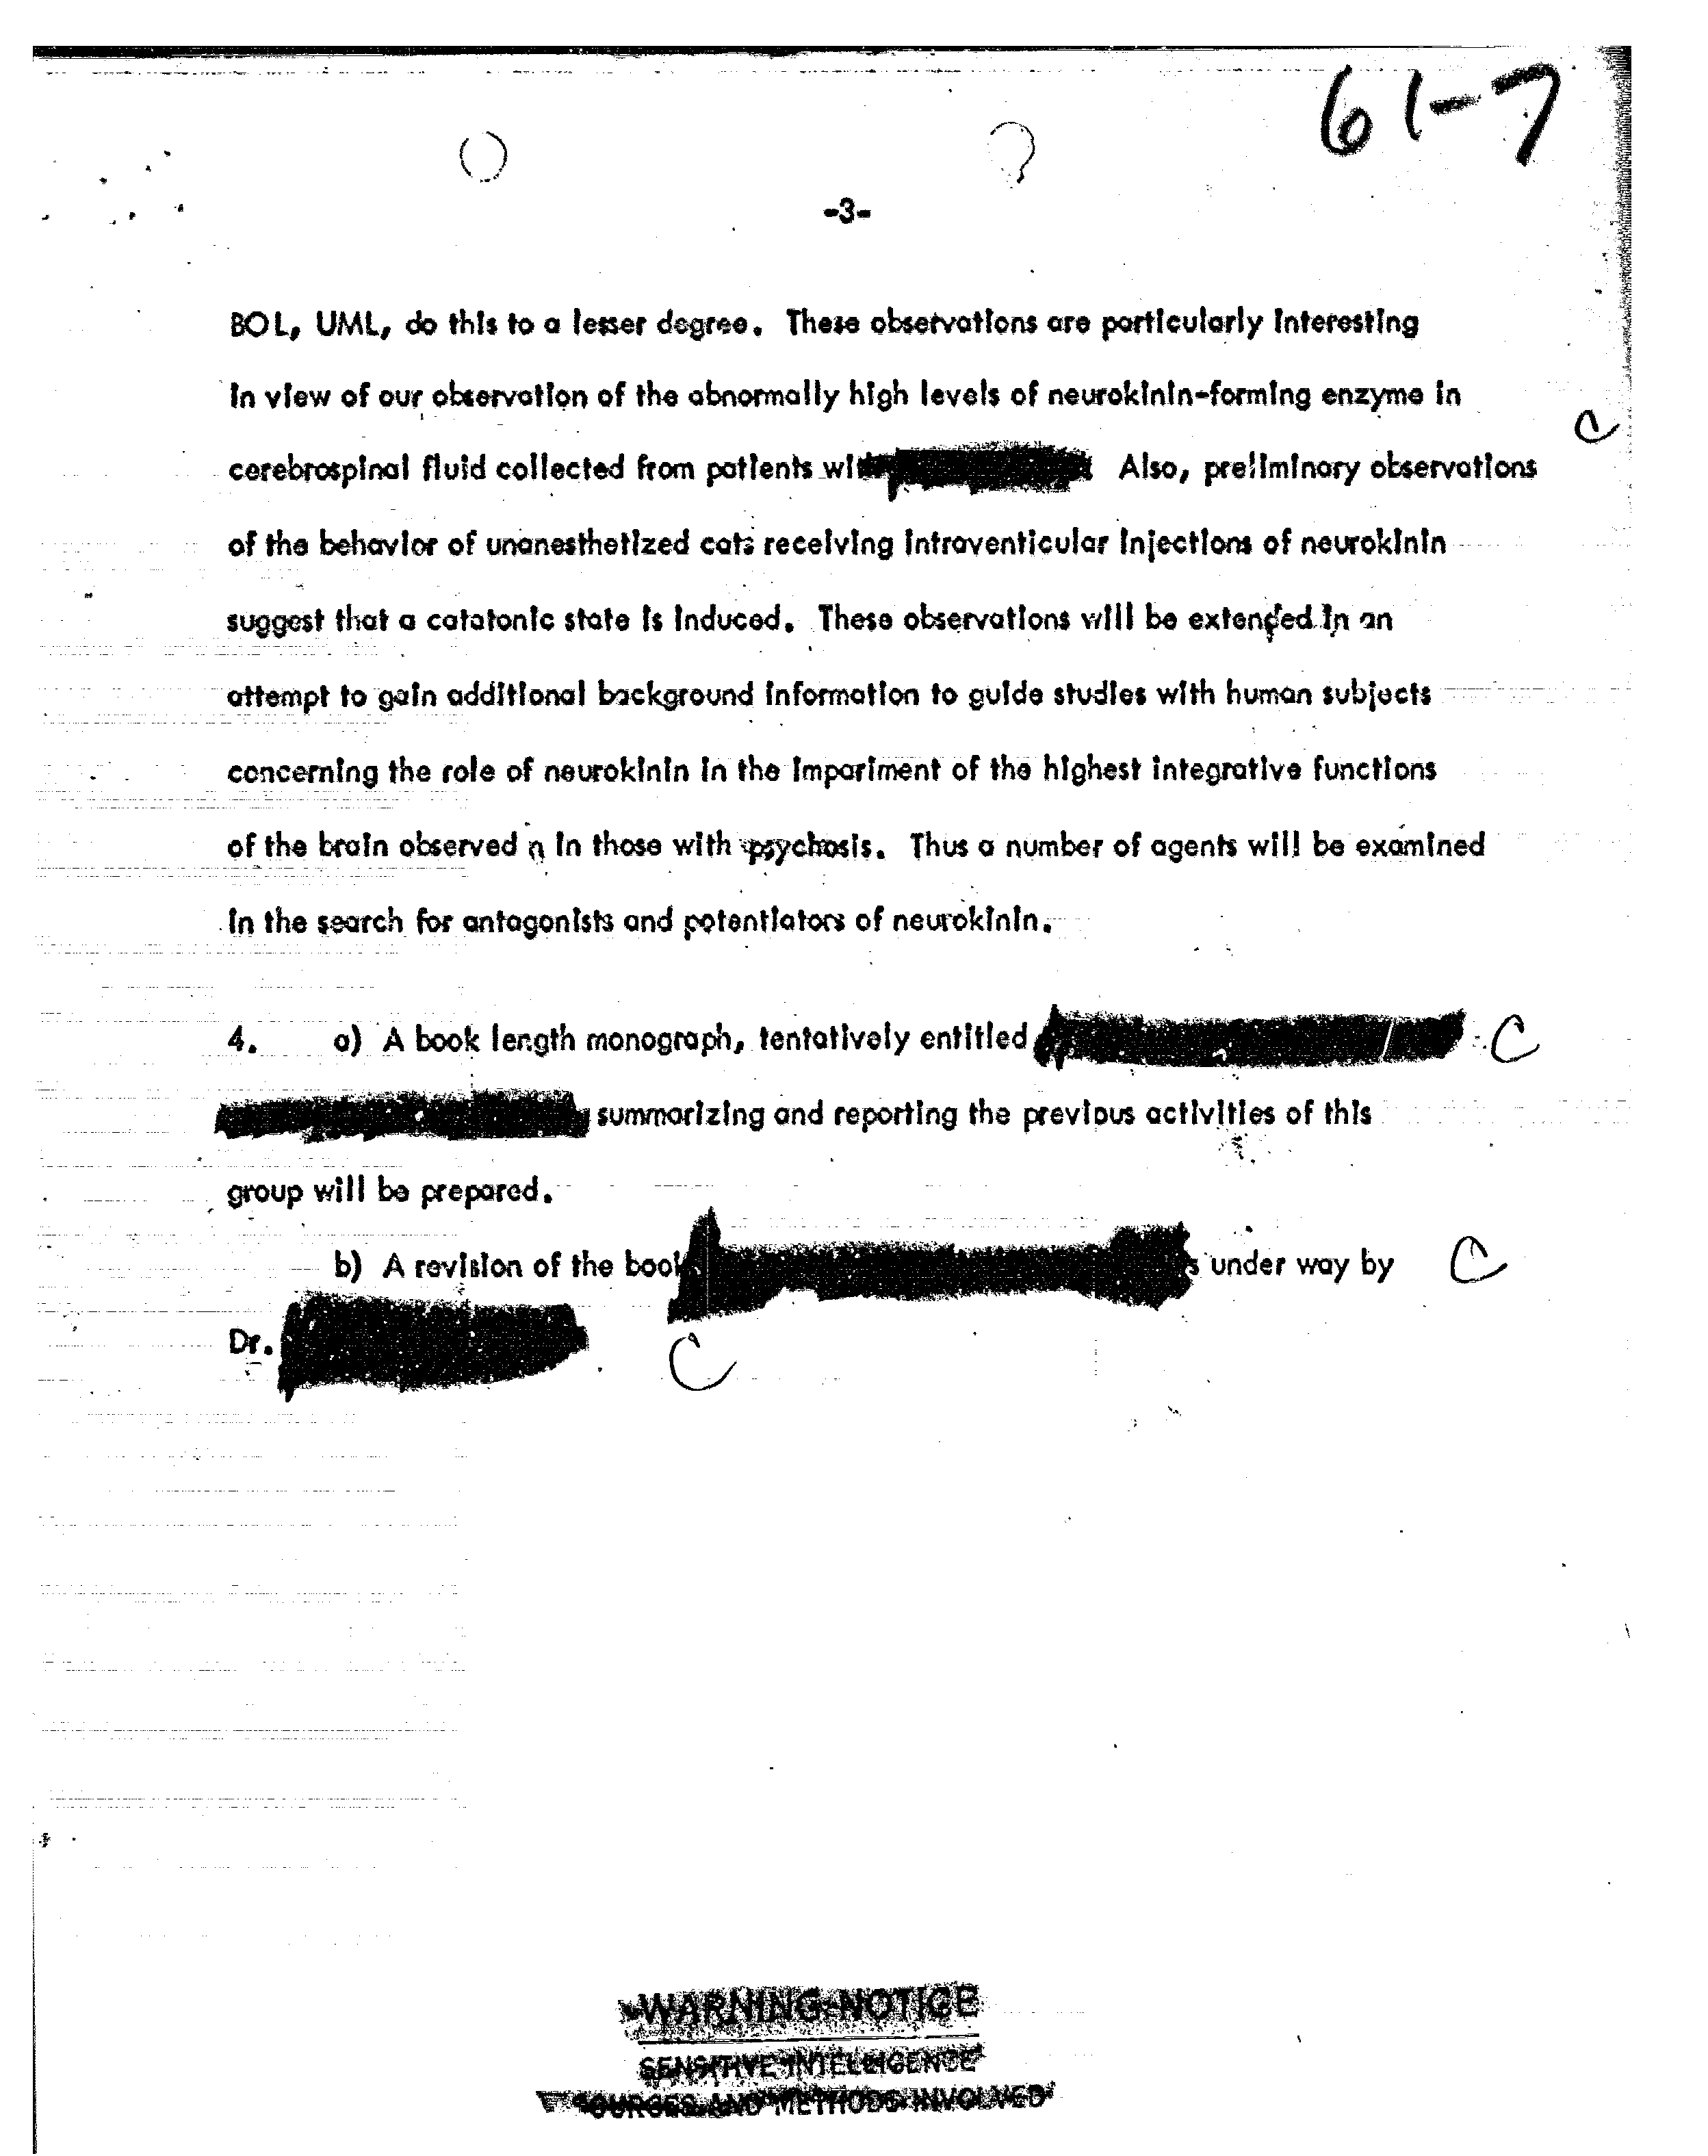 61-7
-3-
BOL, UML, do this to a lesser degree. These observations are particularly interesting
in view of our observation of the abnormally high levels of neurokinin-forming enzyme in
C
cerebrospinal fluid collected from patients Also, preliminary observations
of the behavior of unanesthetized cats receiving intraventicular injections of neurokinin
suggest that a catatonic state is induced. These observations will be extended in an
attempt to gain additional background information to guide studies with human subjects
concerning the role of neurokinin in the impariment of the highest integrative functions
of the brain observed n in those with psychosis. Thus a number of agents will be examined
in the search for antagonists and potentiators of neurokinin.
4. a) A book length monograph, tentatively entitled C
summarizing and reporting the previous activities of this
group will be prepared.
b) A revision of the book under way by C
Dr. C
WARNING NOTICE
SENSITIVE INTELLIGENCE
SOURCES AND METHODS INVOLVED